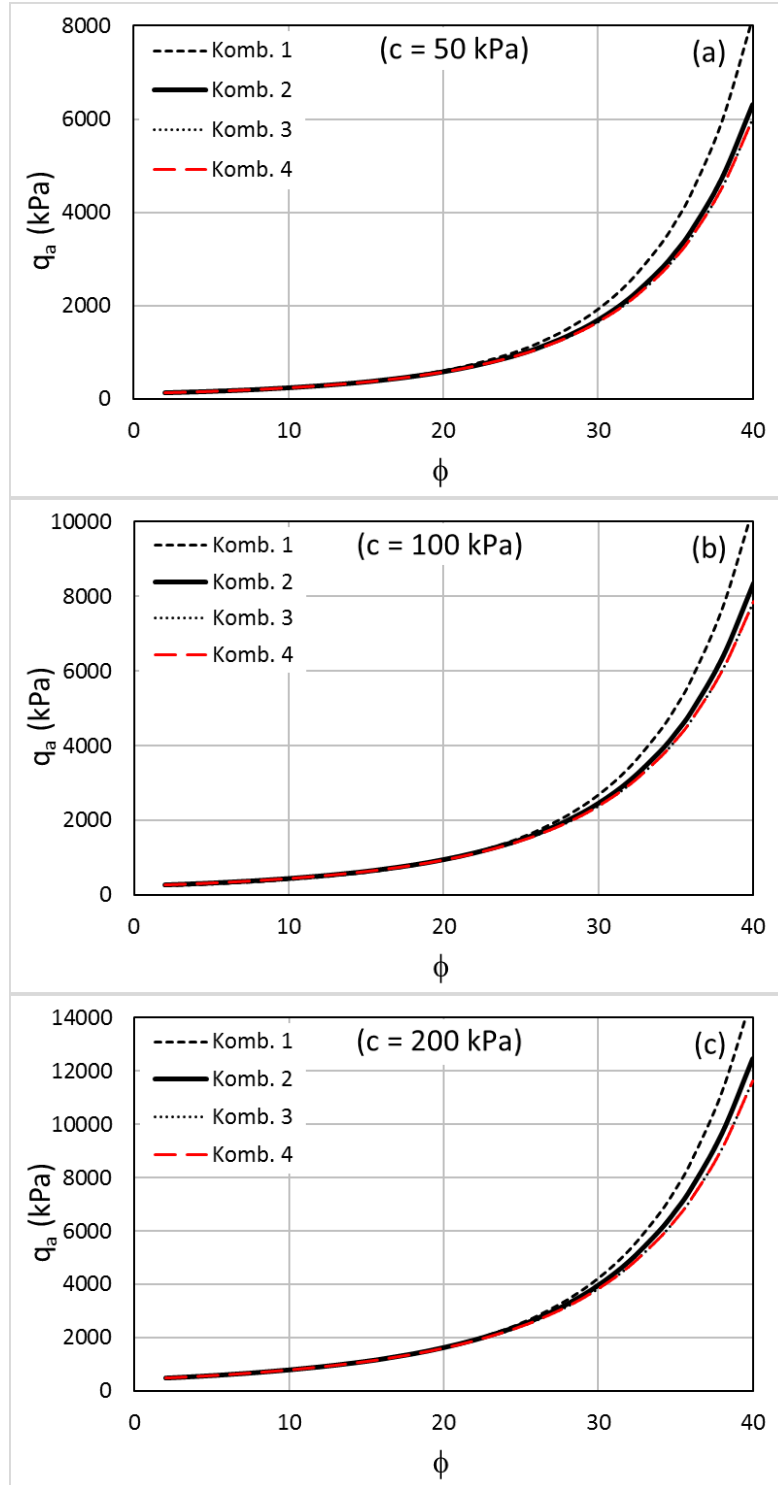 (c = 50 kPa)
(a)
Komb. 1
Komb. 2
Komb. 3
Komb. 4
8000
6000
4000
2000
0
qₐ (kPa)
0 10 20 30 40
ϕ
(c = 100 kPa)
(b)
Komb. 1
Komb. 2
Komb. 3
Komb. 4
10000
8000
6000
4000
2000
0
qₐ (kPa)
0 10 20 30 40
ϕ
(c = 200 kPa)
(c)
Komb. 1
Komb. 2
Komb. 3
Komb. 4
14000
12000
10000
8000
6000
4000
2000
0
qₐ (kPa)
0 10 20 30 40
ϕ